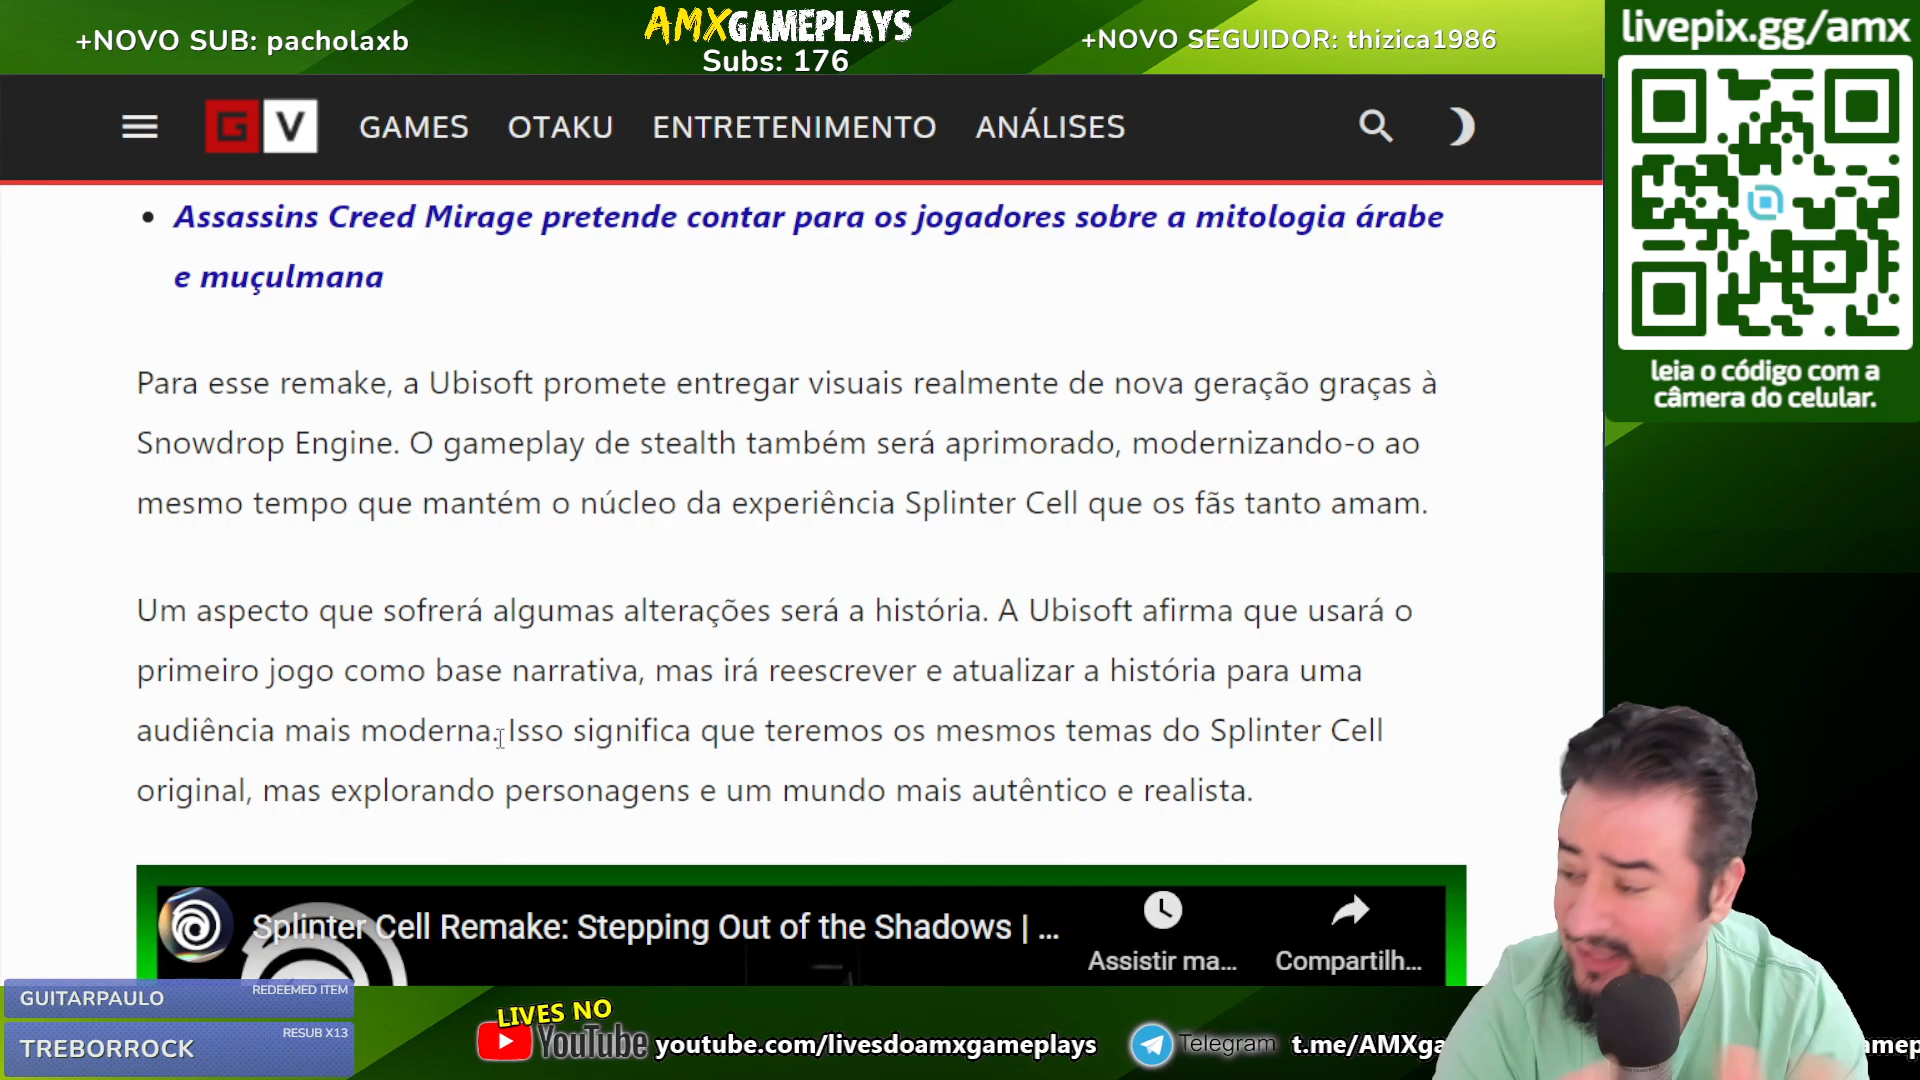 +NOVO SUB: pacholaxb
AMXGAMEPLAYS
Subs: 176
+NOVO SEGUIDOR: thizica1986
livepix.gg/amx
leia o código com a
câmera do celular.
G V GAMES OTAKU ENTRETENIMENTO ANÁLISES
Assassins Creed Mirage pretende contar para os jogadores sobre a mitologia árabe
e muçulmana
Para esse remake, a Ubisoft promete entregar visuais realmente de nova geração graças à
Snowdrop Engine. O gameplay de stealth também será aprimorado, modernizando-o ao
mesmo tempo que mantém o núcleo da experiência Splinter Cell que os fãs tanto amam.
Um aspecto que sofrerá algumas alterações será a história. A Ubisoft afirma que usará o
primeiro jogo como base narrativa, mas irá reescrever e atualizar a história para uma
audiência mais moderna. Isso significa que teremos os mesmos temas do Splinter Cell
original, mas explorando personagens e um mundo mais autêntico e realista.
Splinter Cell Remake: Stepping Out of the Shadows | ...
Assistir ma...
Compartilh...
GUITARPAULO REDEEMED ITEM
TREBORROCK RESUB X13
LIVES NO
YouTube youtube.com/livesdoamxgameplays
Telegram t.me/AMXga
amep